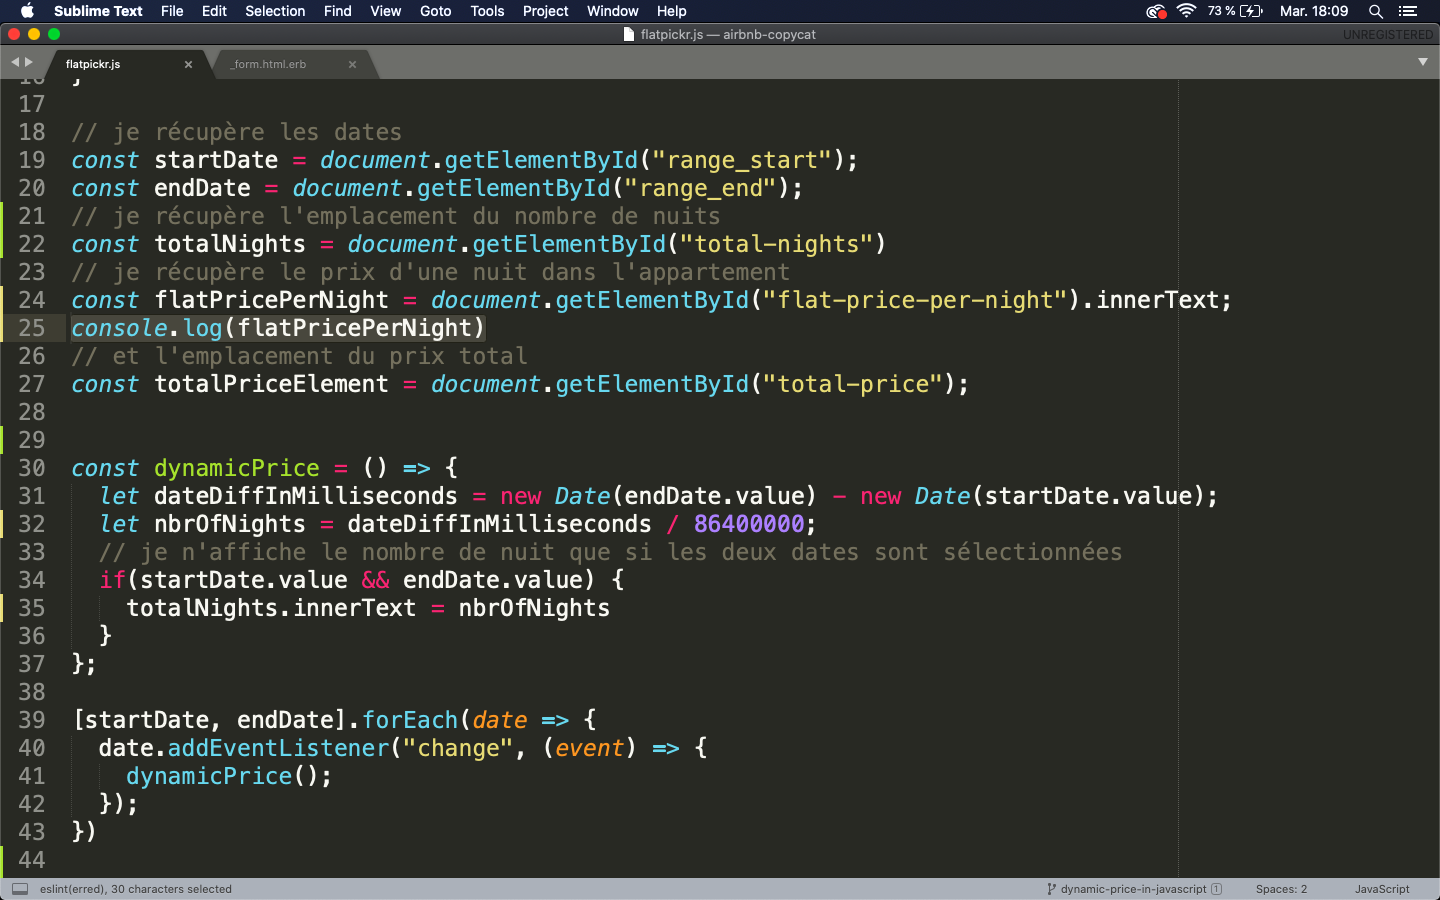 Sublime Text File Edit Selection Find View Goto Tools Project Window Help 73 % Mar. 18:09
flatpickr.js — airbnb-copycat UNREGISTERED
flatpickr.js × _form.html.erb ×
16 }
17
18 // je récupère les dates
19 const startDate = document.getElementById("range_start");
20 const endDate = document.getElementById("range_end");
21 // je récupère l'emplacement du nombre de nuits
22 const totalNights = document.getElementById("total-nights")
23 // je récupère le prix d'une nuit dans l'appartement
24 const flatPricePerNight = document.getElementById("flat-price-per-night").innerText;
25 console.log(flatPricePerNight)
26 // et l'emplacement du prix total
27 const totalPriceElement = document.getElementById("total-price");
28
29
30 const dynamicPrice = () => {
31 let dateDiffInMilliseconds = new Date(endDate.value) - new Date(startDate.value);
32 let nbrOfNights = dateDiffInMilliseconds / 86400000;
33 // je n'affiche le nombre de nuit que si les deux dates sont sélectionnées
34 if(startDate.value && endDate.value) {
35 totalNights.innerText = nbrOfNights
36 }
37 };
38
39 [startDate, endDate].forEach(date => {
40 date.addEventListener("change", (event) => {
41 dynamicPrice();
42 });
43 })
44
eslint(erred), 30 characters selected dynamic-price-in-javascript 1 Spaces: 2 JavaScript